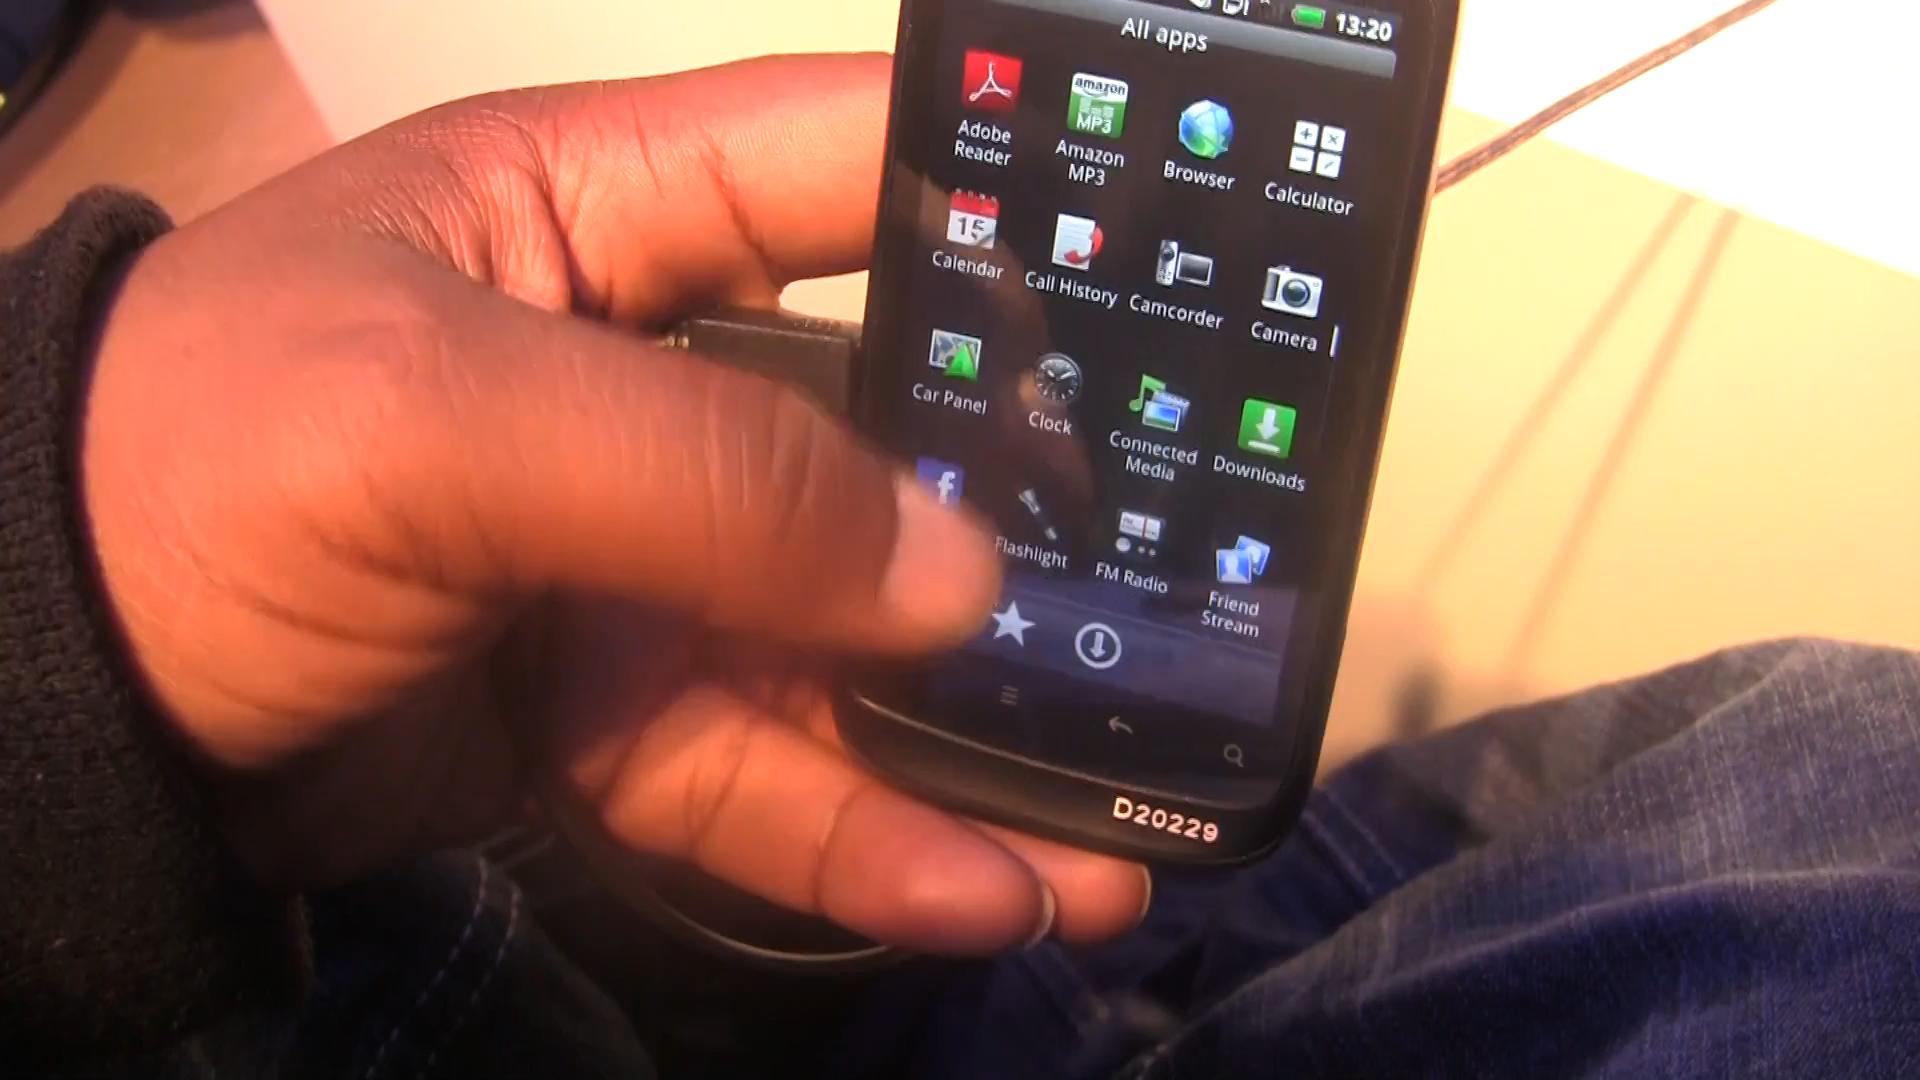 13:20
All apps
Adobe
Reader
amazon
MP3
Amazon
MP3
Browser
Calculator
15
Calendar
Call History
Camcorder
Camera
Car Panel
Clock
Connected
Media
Downloads
f
Flashlight
FM Radio
Friend
Stream
D20229